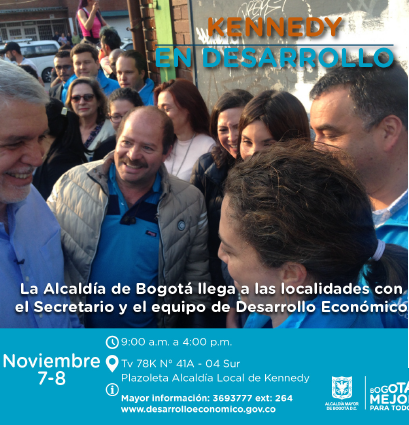 KENNEDY
EN DESARROLLO
La Alcaldía de Bogotá llega a las localidades con
el Secretario y el equipo de Desarrollo Económico
Noviembre
7-8
9:00 a.m. a 4:00 p.m.
Tv 78K N° 41A - 04 Sur
Plazoleta Alcaldía Local de Kennedy
Mayor información: 3693777 ext: 264
www.desarrolloeconomico.gov.co
ALCALDÍA MAYOR
DE BOGOTÁ D.C.
BOGOTÁ
MEJO
PARA TODO